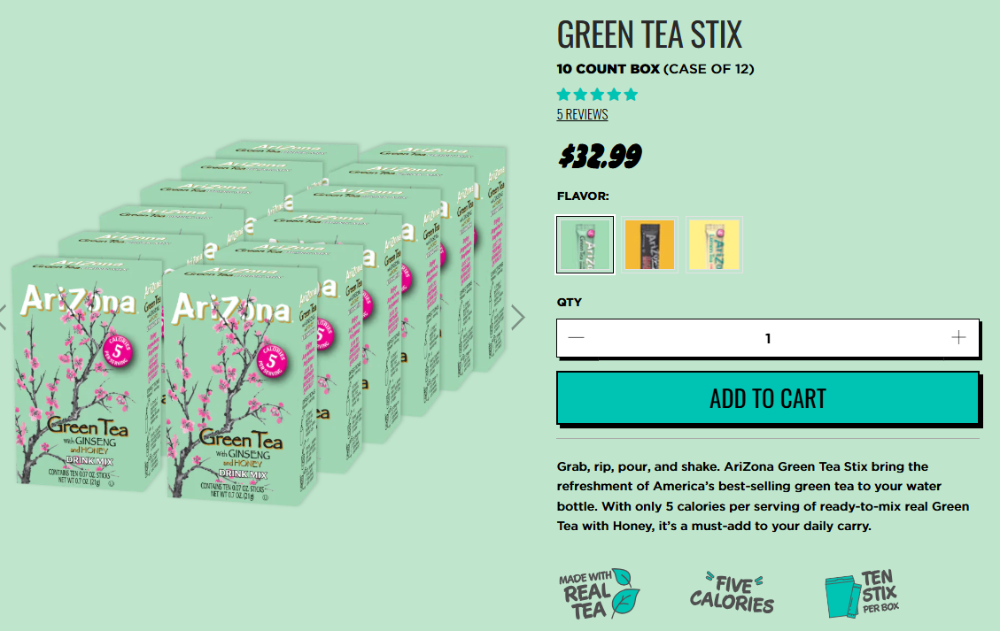 GREEN TEA STIX
10 COUNT BOX (CASE OF 12)
5 REVIEWS
$32.99
FLAVOR:
QTY
1
ADD TO CART
Grab, rip, pour, and shake. AriZona Green Tea Stix bring the
refreshment of America's best-selling green tea to your water
bottle. With only 5 calories per serving of ready-to-mix real Green
Tea with Honey, it's a must-add to your daily carry.
MADE WITH
REAL
TEA
FIVE
CALORIES
TEN
STIX
PER BOX
AriZona
CALORIES
5
PER SERVING
Green Tea
with GINSENG
and HONEY
DRINK MIX
CONTAINS TEN 0.07 OZ. STICKS
NET WT 0.7 OZ. (21g)
AriZona
CALORIES
5
PER SERVING
Green Tea
with GINSENG
and HONEY
DRINK MIX
CONTAINS TEN 0.07 OZ. STICKS
NET WT 0.7 OZ. (21g)